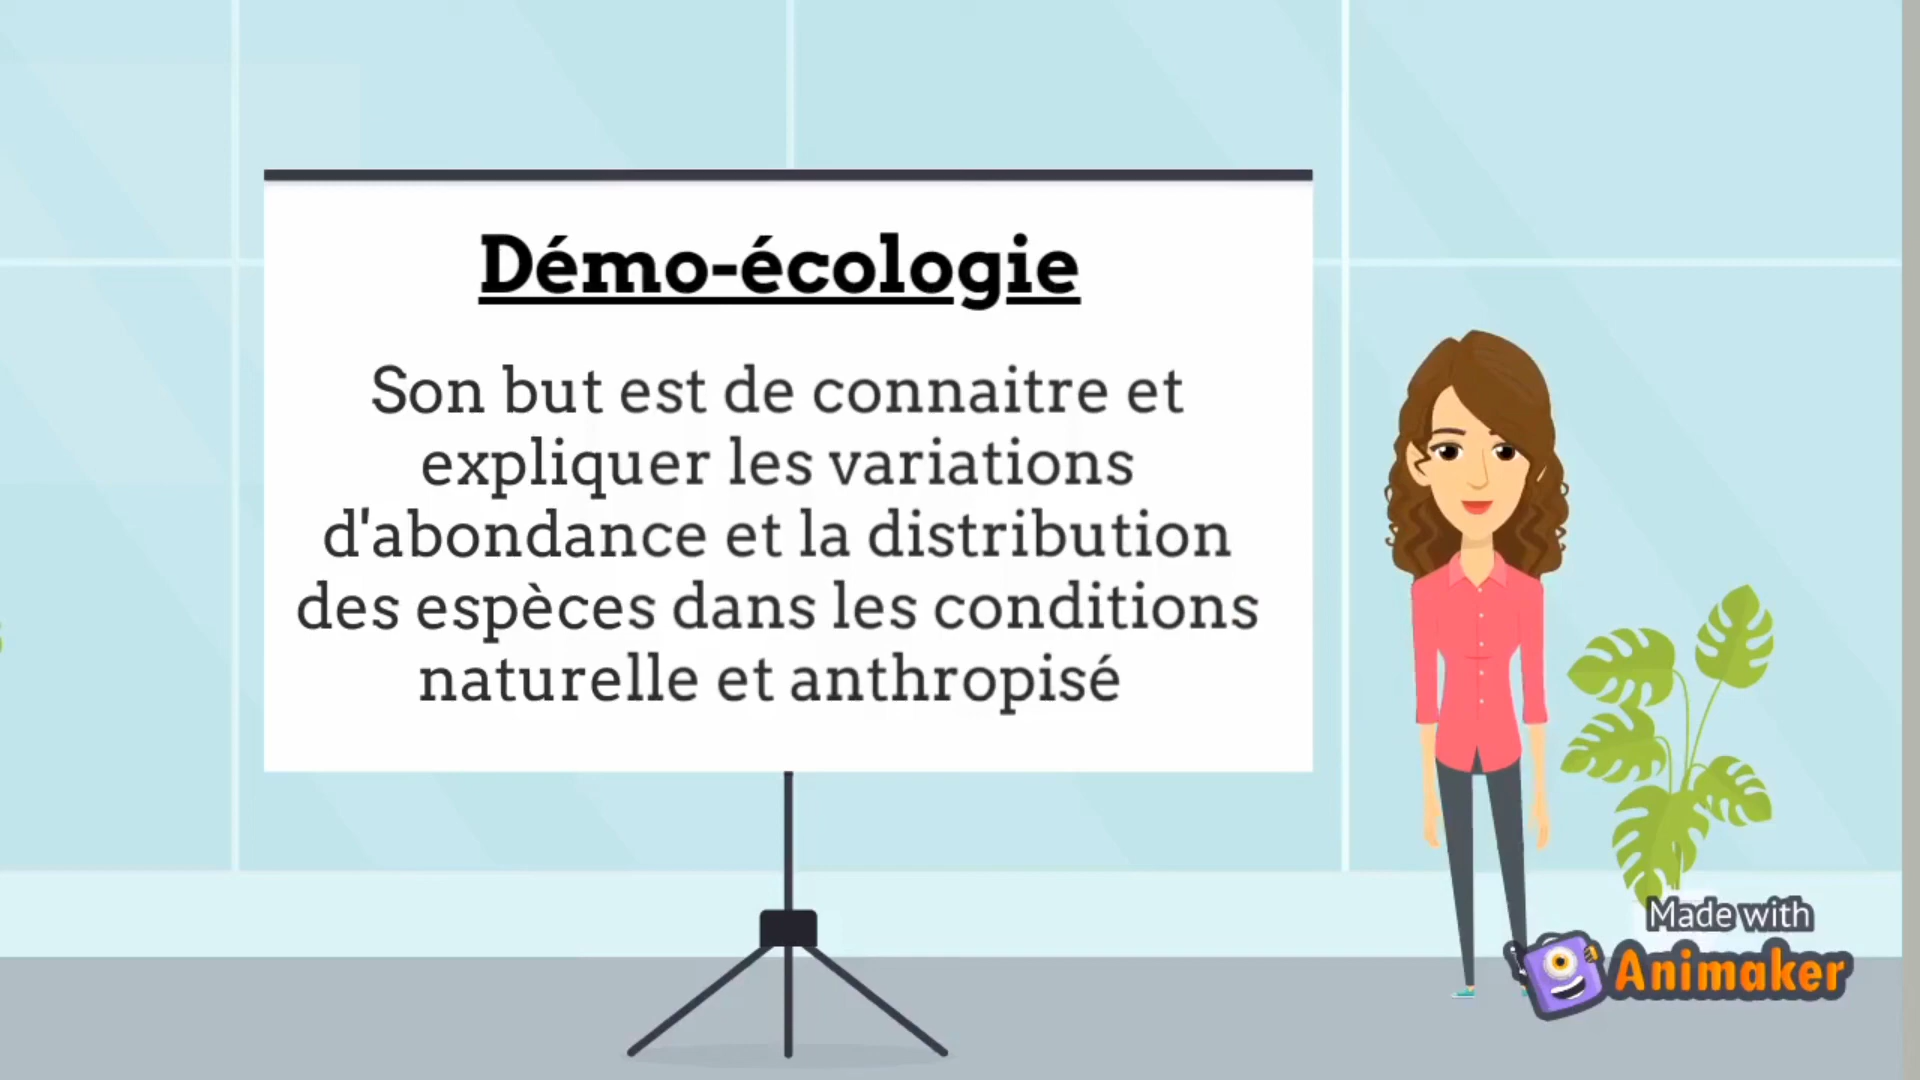 Démo-écologie
Son but est de connaitre et
expliquer les variations
d'abondance et la distribution
des espèces dans les conditions
naturelle et anthropisé
Made with
Animaker